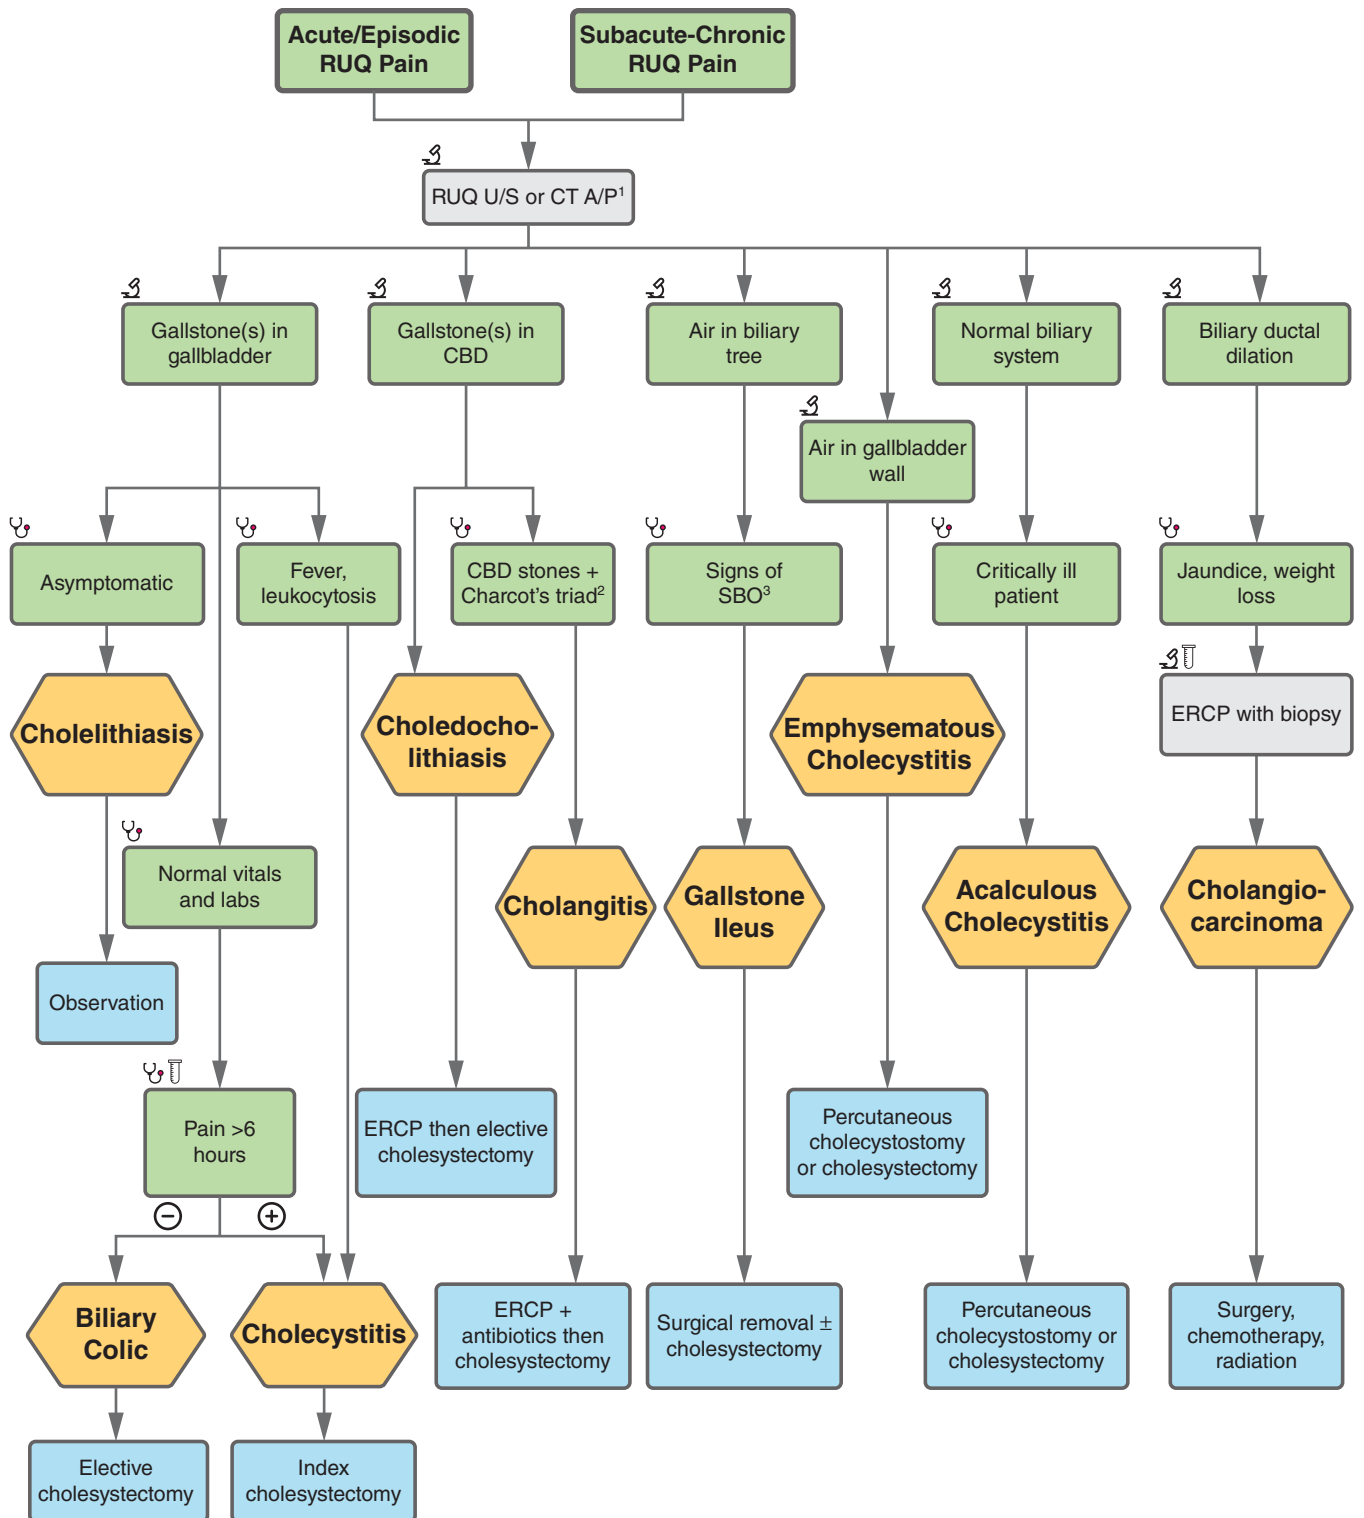 Acute/Episodic
RUQ Pain
Subacute-Chronic
RUQ Pain
RUQ U/S or CT A/P1
Gallstone(s) in
gallbladder
Gallstone(s) in
CBD
Air in biliary
tree
Normal biliary
system
Biliary ductal
dilation
Air in gallbladder
wall
Asymptomatic
Fever,
leukocytosis
CBD stones +
Charcot's triad2
Signs of
SBO3
Critically ill
patient
Jaundice, weight
loss
Cholelithiasis
Choledocho-
lithiasis
Emphysematous
Cholecystitis
ERCP with biopsy
Normal vitals
and labs
Cholangitis
Gallstone
Ileus
Acalculous
Cholecystitis
Cholangio-
carcinoma
Observation
Pain >6
hours
ERCP then elective
cholesystectomy
Percutaneous
cholecystostomy
or cholesystectomy
−
+
Biliary
Colic
Cholecystitis
ERCP +
antibiotics then
cholesystectomy
Surgical removal ±
cholesystectomy
Percutaneous
cholecystostomy or
cholesystectomy
Surgery,
chemotherapy,
radiation
Elective
cholesystectomy
Index
cholesystectomy